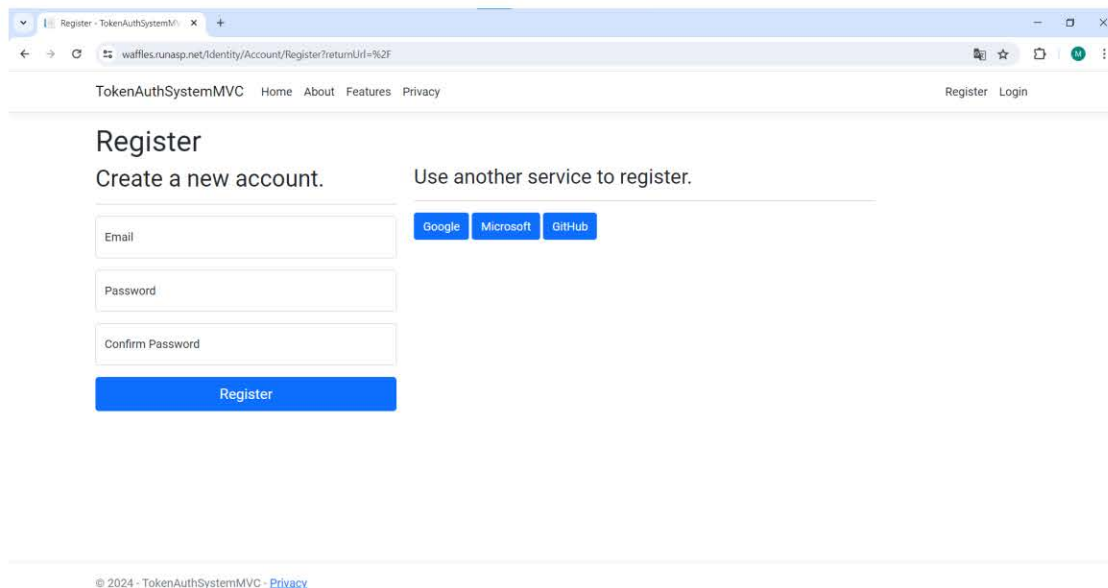 Register - TokenAuthSystemM
waffles.runasp.net/Identity/Account/Register?returnUrl=%2F
M
TokenAuthSystemMVC Home About Features Privacy Register Login
Register
Create a new account.
Use another service to register.
Email
Google Microsoft GitHub
Password
Confirm Password
Register
© 2024 - TokenAuthSystemMVC - Privacy